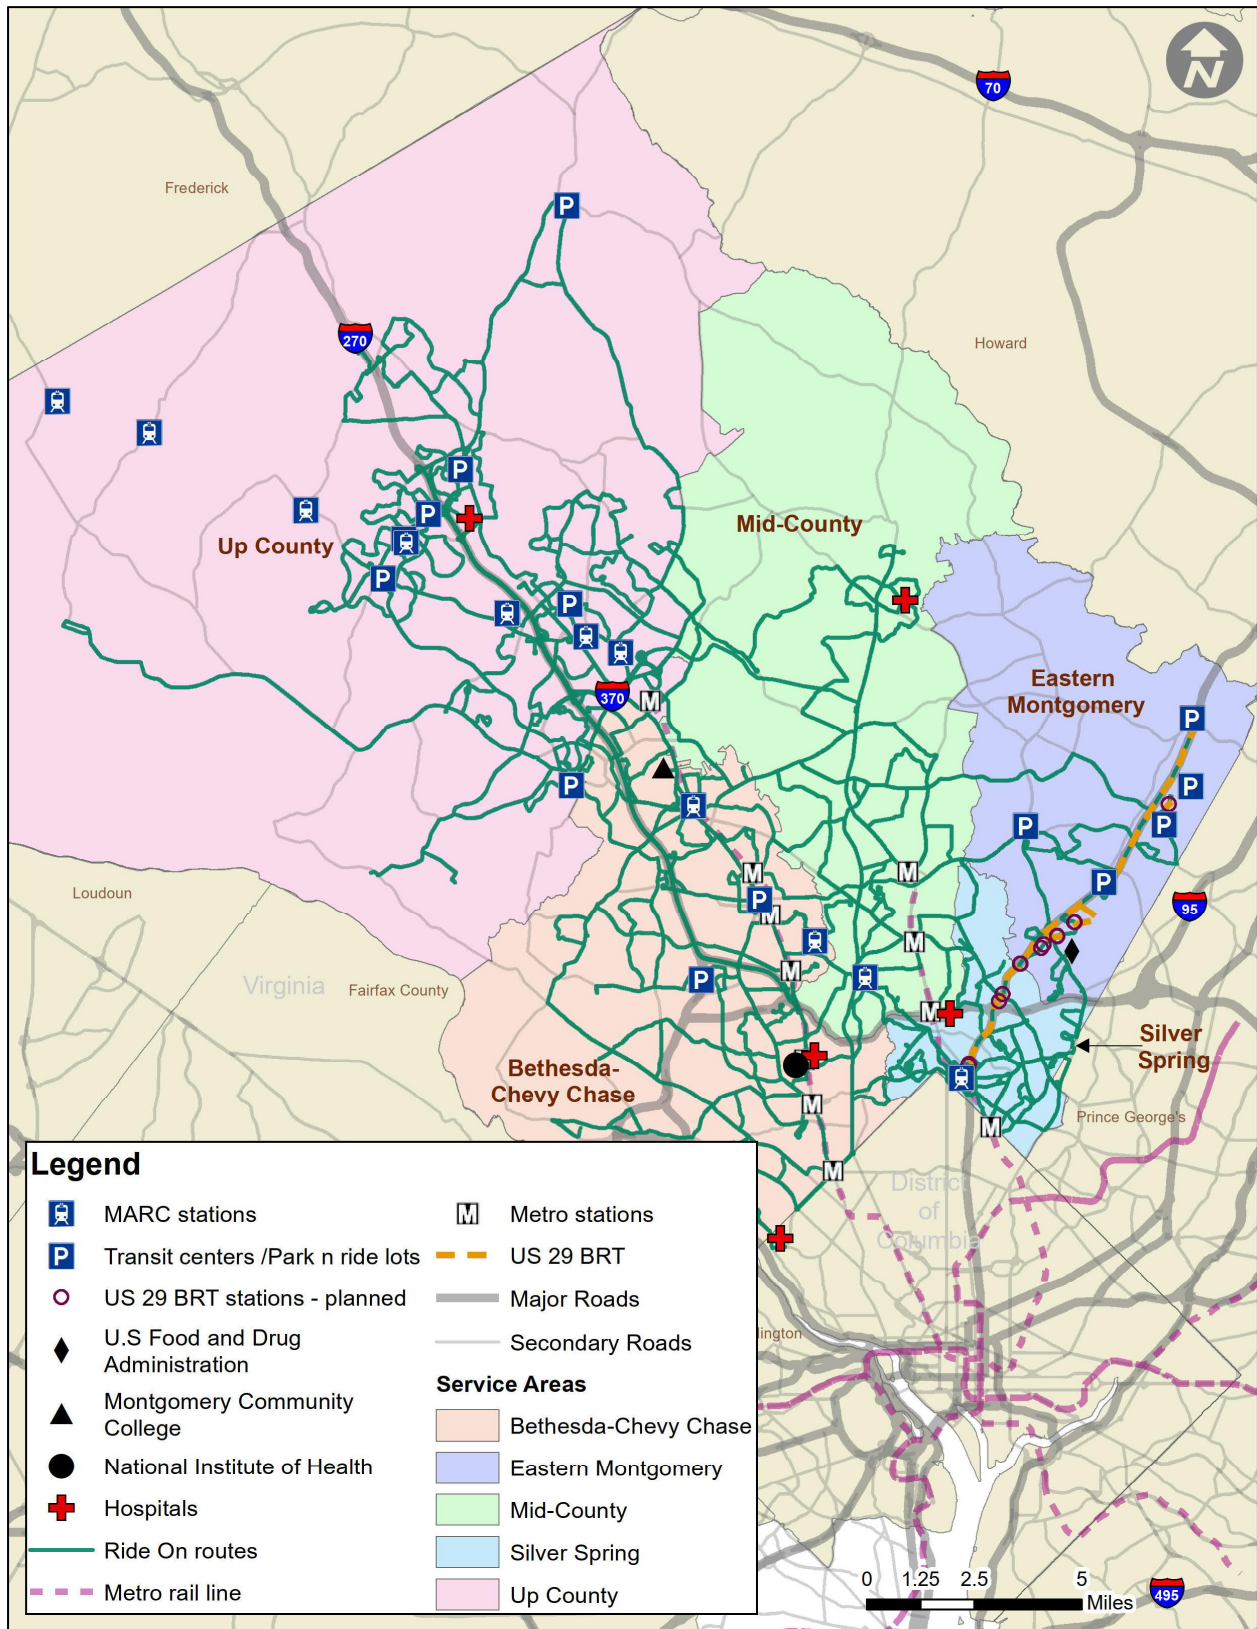 N
70
Frederick
P
270
Howard
P
Mid-County
P
Up County
P
P
Eastern
Montgomery
370
M
P
P
P
P
P
M
M
P
P
95
Loudoun
M
M
Virginia
Fairfax County
M
P
M
Silver
Spring
Bethesda-
Chevy Chase
M
Prince George's
M
M
District
of
Columbia
lington
Legend
MARC stations
P Transit centers /Park n ride lots
US 29 BRT stations - planned
U.S Food and Drug
Administration
Montgomery Community
College
National Institute of Health
Hospitals
Ride On routes
Metro rail line
M Metro stations
US 29 BRT
Major Roads
Secondary Roads
Service Areas
Bethesda-Chevy Chase
Eastern Montgomery
Mid-County
Silver Spring
Up County
0 1.25 2.5 5
Miles
495